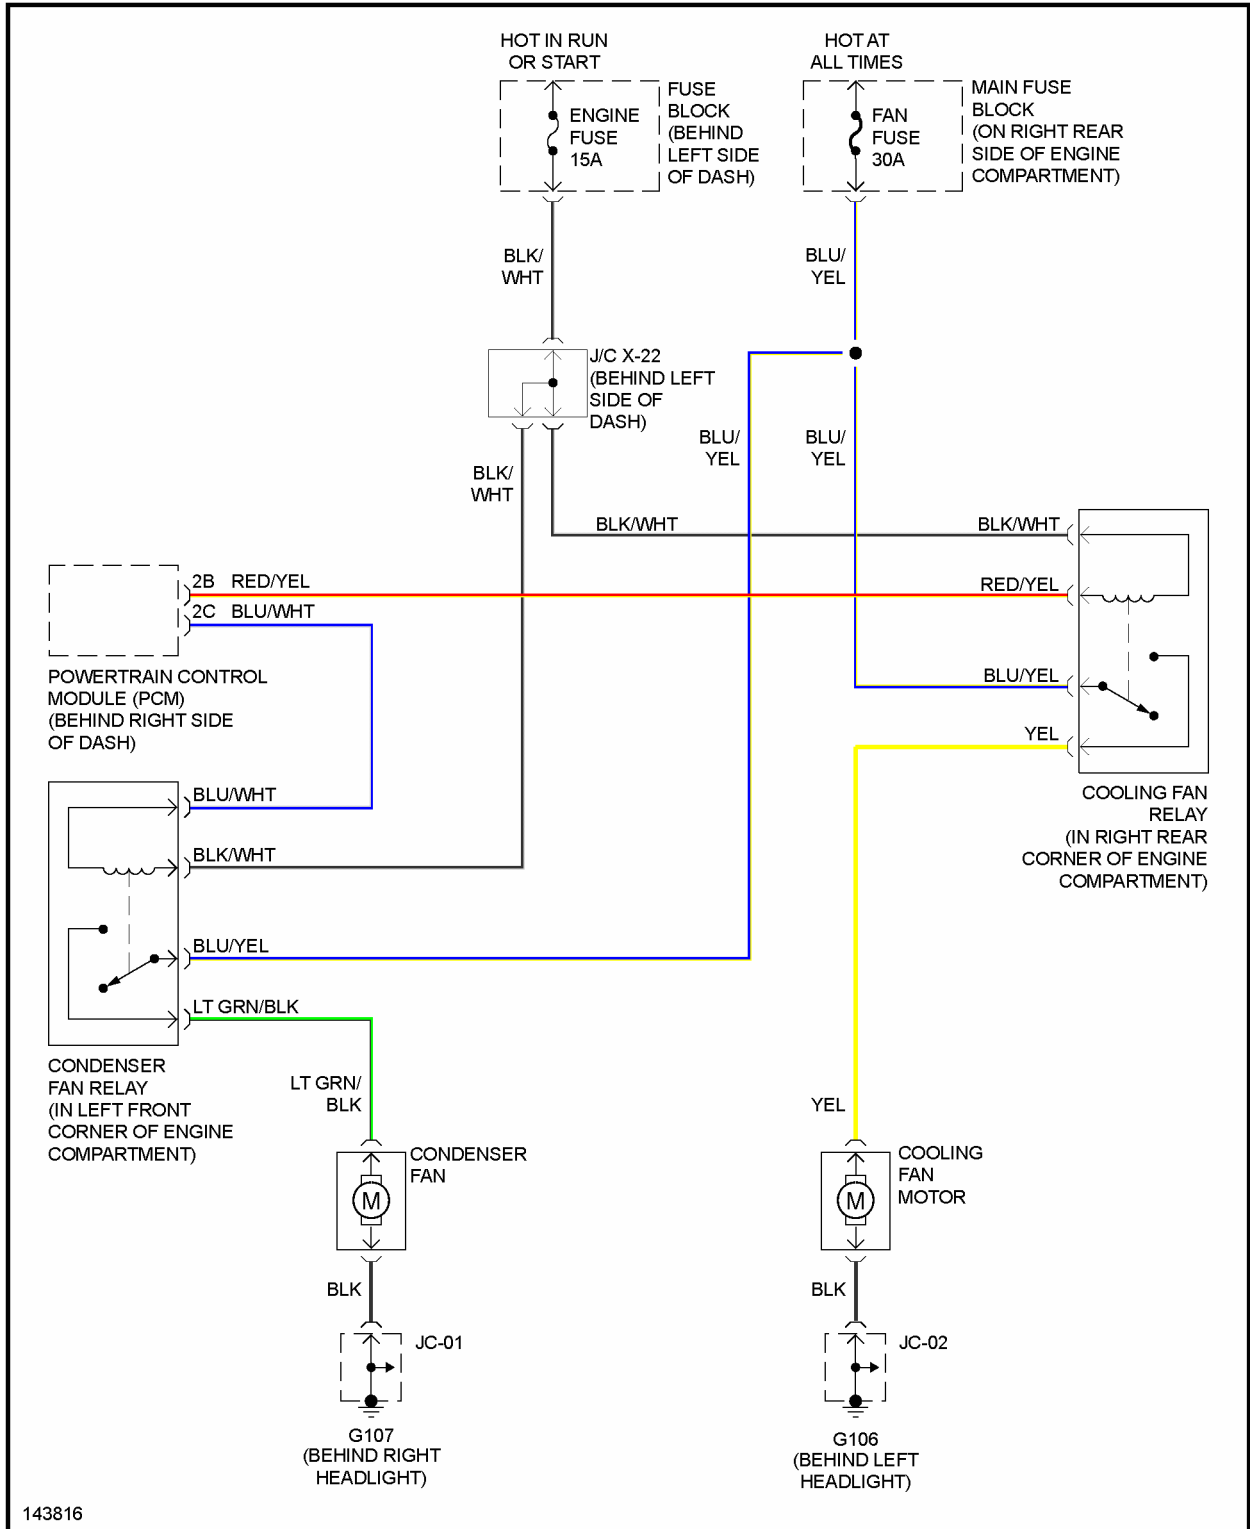 HOT IN RUN
OR START
HOT AT
ALL TIMES
ENGINE
FUSE
15A
FUSE
BLOCK
(BEHIND
LEFT SIDE
OF DASH)
FAN
FUSE
30A
MAIN FUSE
BLOCK
(ON RIGHT REAR
SIDE OF ENGINE
COMPARTMENT)
BLK/
WHT
BLU/
YEL
J/C X-22
(BEHIND LEFT
SIDE OF
DASH)
BLK/
WHT
BLU/
YEL
BLU/
YEL
BLK/WHT
BLK/WHT
2B RED/YEL
RED/YEL
2C BLU/WHT
POWERTRAIN CONTROL
MODULE (PCM)
(BEHIND RIGHT SIDE
OF DASH)
BLU/YEL
YEL
COOLING FAN
RELAY
(IN RIGHT REAR
CORNER OF ENGINE
COMPARTMENT)
BLU/WHT
BLK/WHT
BLU/YEL
LT GRN/BLK
CONDENSER
FAN RELAY
(IN LEFT FRONT
CORNER OF ENGINE
COMPARTMENT)
LT GRN/
BLK
YEL
CONDENSER
FAN
M
COOLING
FAN
MOTOR
M
BLK
BLK
JC-01
JC-02
G107
(BEHIND RIGHT
HEADLIGHT)
G106
(BEHIND LEFT
HEADLIGHT)
143816